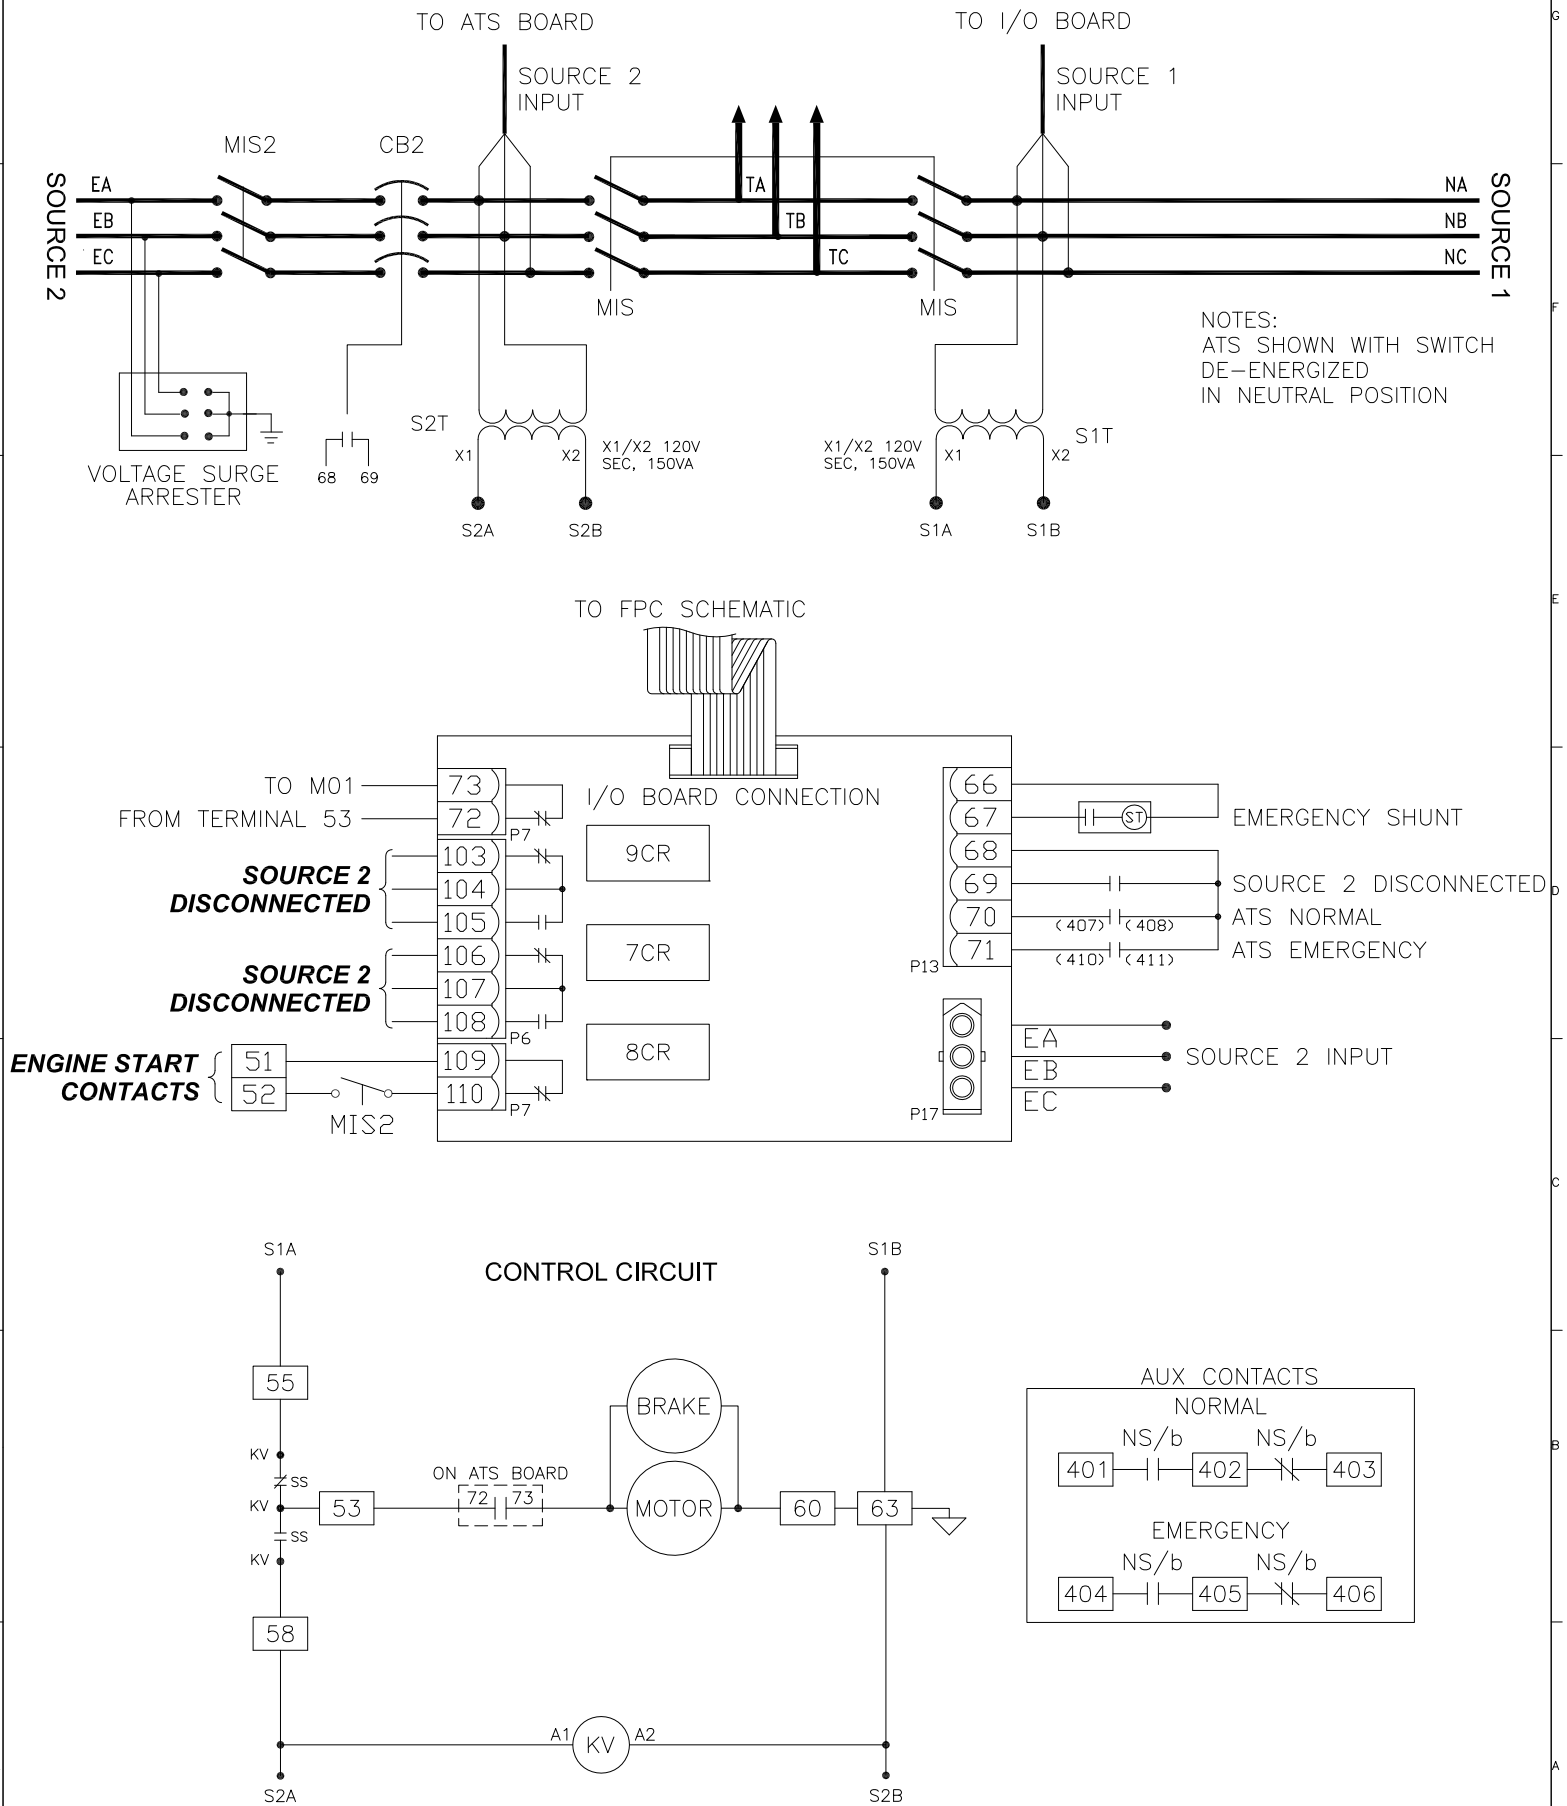 TO ATS BOARD
TO I/O BOARD
G
SOURCE 2
INPUT
SOURCE 1
INPUT
MIS2
CB2
SOURCE 2
EA
EB
EC
TA
TB
TC
NA
NB
NC
SOURCE 1
MIS
MIS
F
NOTES:
ATS SHOWN WITH SWITCH
DE-ENERGIZED
IN NEUTRAL POSITION
VOLTAGE SURGE
ARRESTER
68 69
S2T
X1
X2
X1/X2 120V
SEC, 150VA
S2A
S2B
X1/X2 120V
SEC, 150VA
X1
X2
S1T
S1A
S1B
E
TO FPC SCHEMATIC
I/O BOARD CONNECTION
TO M01
73
FROM TERMINAL 53
72
P7
SOURCE 2
DISCONNECTED
103
104
105
SOURCE 2
DISCONNECTED
106
107
108
P6
ENGINE START
CONTACTS
51
52
MIS2
109
110
P7
9CR
7CR
8CR
66
67
ST
EMERGENCY SHUNT
68
69
SOURCE 2 DISCONNECTED
D
70
(407) (408)
ATS NORMAL
71
(410) (411)
ATS EMERGENCY
P13
EA
EB
EC
SOURCE 2 INPUT
P17
C
S1A
CONTROL CIRCUIT
S1B
55
KV
SS
KV
SS
KV
53
ON ATS BOARD
72 73
BRAKE
MOTOR
60
63
58
A1
KV
A2
S2A
S2B
AUX CONTACTS
NORMAL
NS/b NS/b
401 402 403
B
EMERGENCY
NS/b NS/b
404 405 406
A